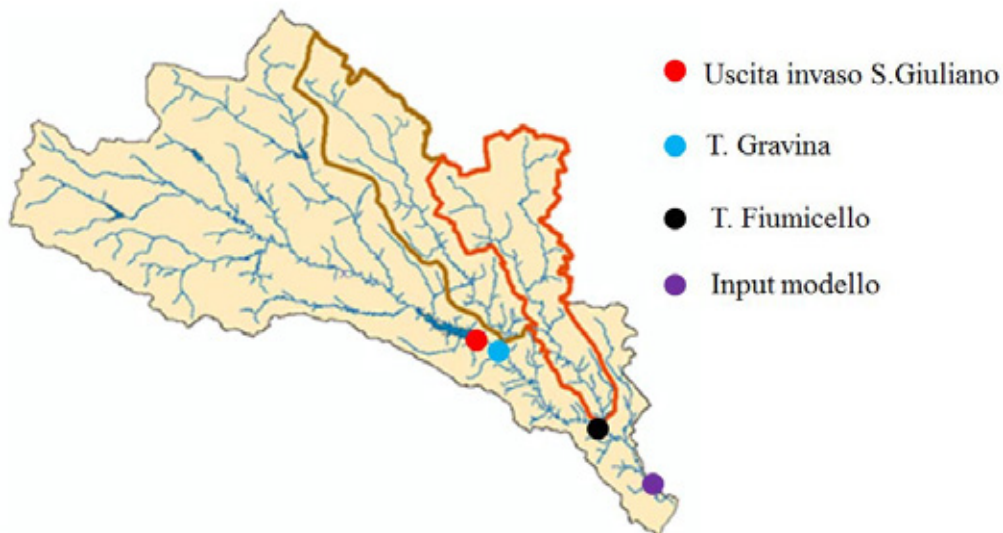 Uscita invaso S.Giuliano
T. Gravina
T. Fiumicello
Input modello